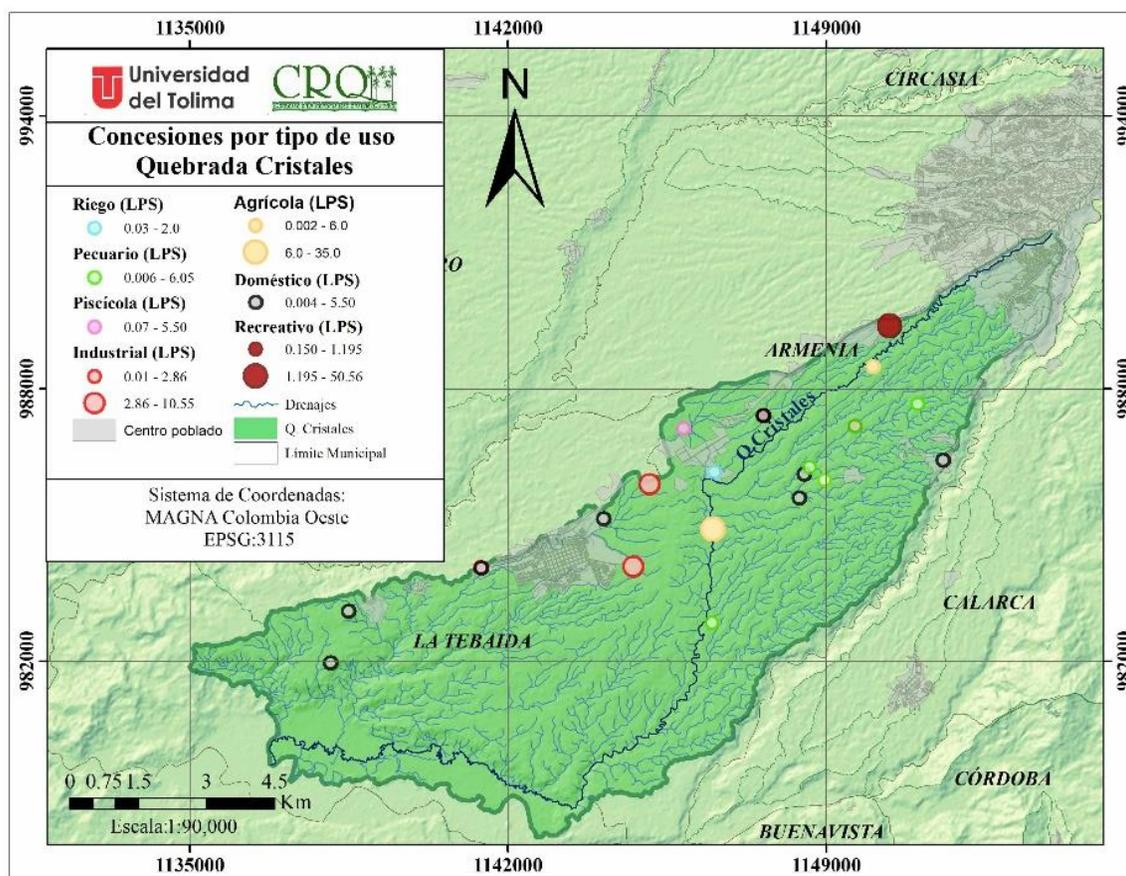 1135000
1142000
1149000
994000
988000
982000
994000
988000
982000
Universidad
del Tolima
CRQ
Concesiones por tipo de uso
Quebrada Cristales
Riego (LPS)
0.03 - 2.0
Pecuario (LPS)
0.006 - 6.05
Piscícola (LPS)
0.07 - 5.50
Industrial (LPS)
0.01 - 2.86
2.86 - 10.55
Centro poblado
Agrícola (LPS)
0.002 - 6.0
6.0 - 35.0
Doméstico (LPS)
0.004 - 5.50
Recreativo (LPS)
0.150 - 1.195
1.195 - 50.56
Drenajes
Q. Cristales
Límite Municipal
Sistema de Coordenadas:
MAGNA Colombia Oeste
EPSG:3115
N
CIRCASIA
RO
ARMENIA
Q.Cristales
LA TEBAIDA
CALARCA
CÓRDOBA
BUENAVISTA
0 0.75 1.5 3 4.5
Km
Escala:1:90,000
1135000
1142000
1149000